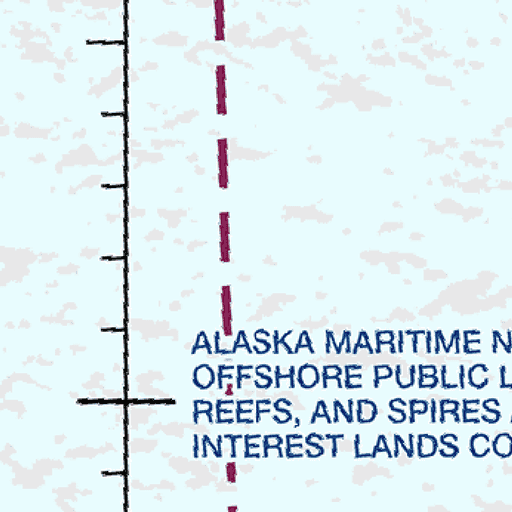 ALASKA MARITIME N
OFFSHORE PUBLIC L
REEFS, AND SPIRES
INTEREST LANDS CO